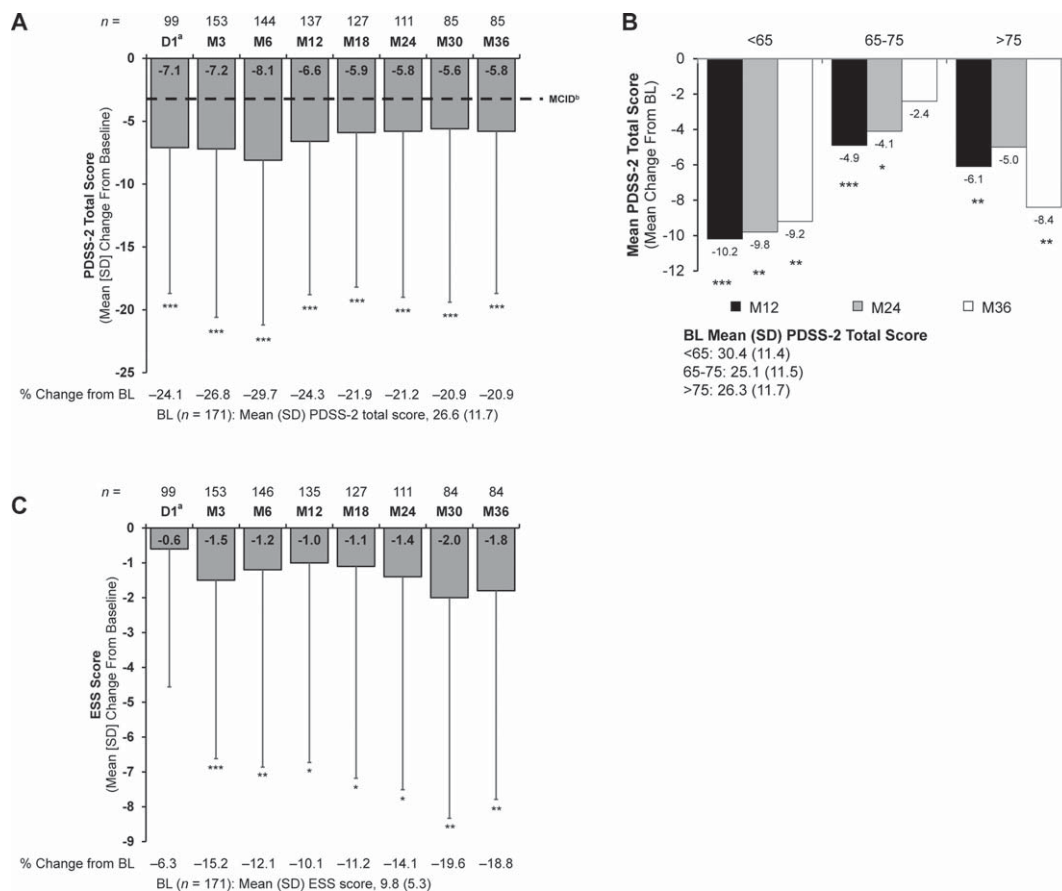 A
n = 99 153 144 137 127 111 85 85
D1a M3 M6 M12 M18 M24 M30 M36
0
-7.1 -7.2 -8.1 -6.6 -5.9 -5.8 -5.6 -5.8
MCIDb
-5
-10
-15
-20
-25
PDSS-2 Total Score
(Mean [SD] Change From Baseline)
*** *** *** *** *** *** *** ***
% Change from BL –24.1 –26.8 –29.7 –24.3 –21.9 –21.2 –20.9 –20.9
BL (n = 171): Mean (SD) PDSS-2 total score, 26.6 (11.7)
B
<65 65-75 >75
0
-2
-4
-6
-8
-10
-12
Mean PDSS-2 Total Score
(Mean Change From BL)
-10.2 -9.8 -9.2 -4.9 -4.1 -2.4 -6.1 -5.0 -8.4
*** ** ** *** * ** **
M12 M24 M36
BL Mean (SD) PDSS-2 Total Score
<65: 30.4 (11.4)
65-75: 25.1 (11.5)
>75: 26.3 (11.7)
C
n = 99 153 146 135 127 111 84 84
D1a M3 M6 M12 M18 M24 M30 M36
0
-0.6 -1.5 -1.2 -1.0 -1.1 -1.4 -2.0 -1.8
-1
-2
-3
-4
-5
-6
-7
-8
-9
ESS Score
(Mean [SD] Change From Baseline)
*** ** * * * ** **
% Change from BL –6.3 –15.2 –12.1 –10.1 –11.2 –14.1 –19.6 –18.8
BL (n = 171): Mean (SD) ESS score, 9.8 (5.3)